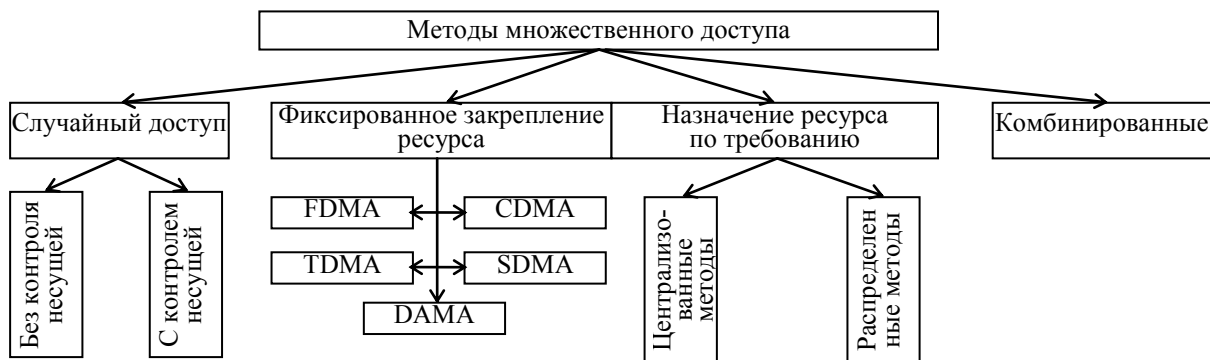 Методы множественного доступа
Случайный доступ
Фиксированное закрепление
ресурса
Назначение ресурса
по требованию
Комбинированные
Без контроля
несущей
С контролем
несущей
FDMA
CDMA
TDMA
SDMA
DAMA
Централизо-
ванные
методы
Распределен
ные методы